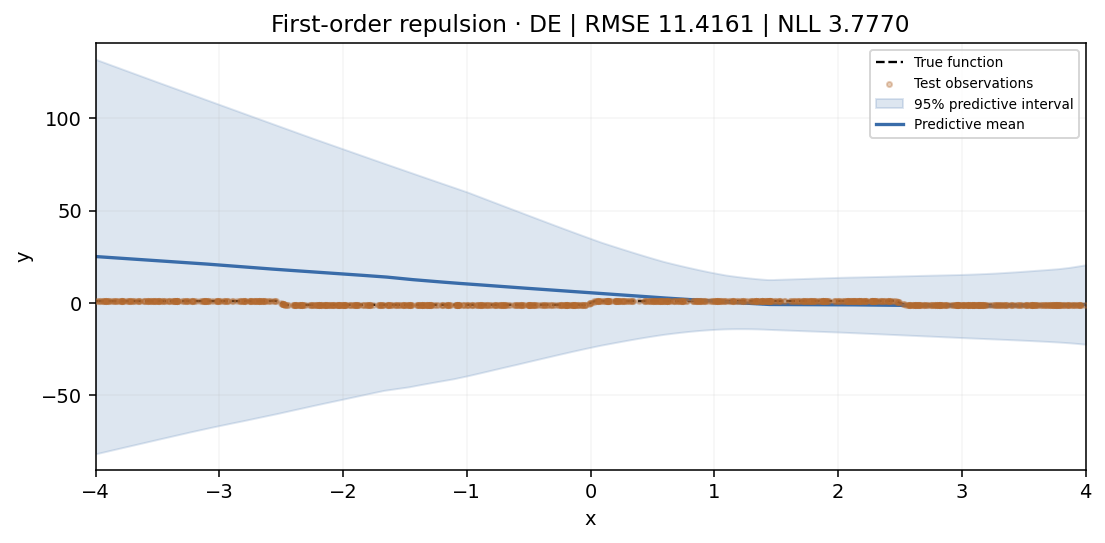 First-order repulsion · DE | RMSE 11.4161 | NLL 3.7770
True function
Test observations
95% predictive interval
Predictive mean
y
100
50
0
−50
−4
−3
−2
−1
0
1
2
3
4
x